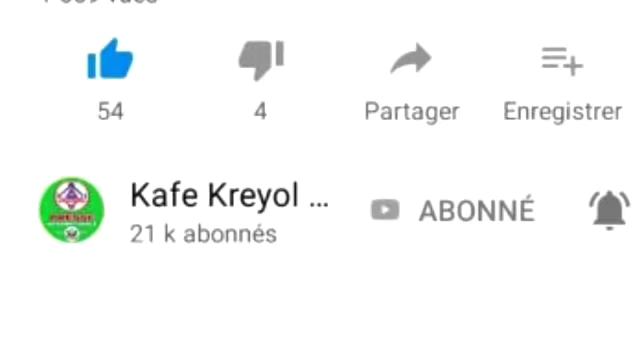 54
4
Partager
Enregistrer
Kafe Kreyol ...
ABONNÉ
21 k abonnés